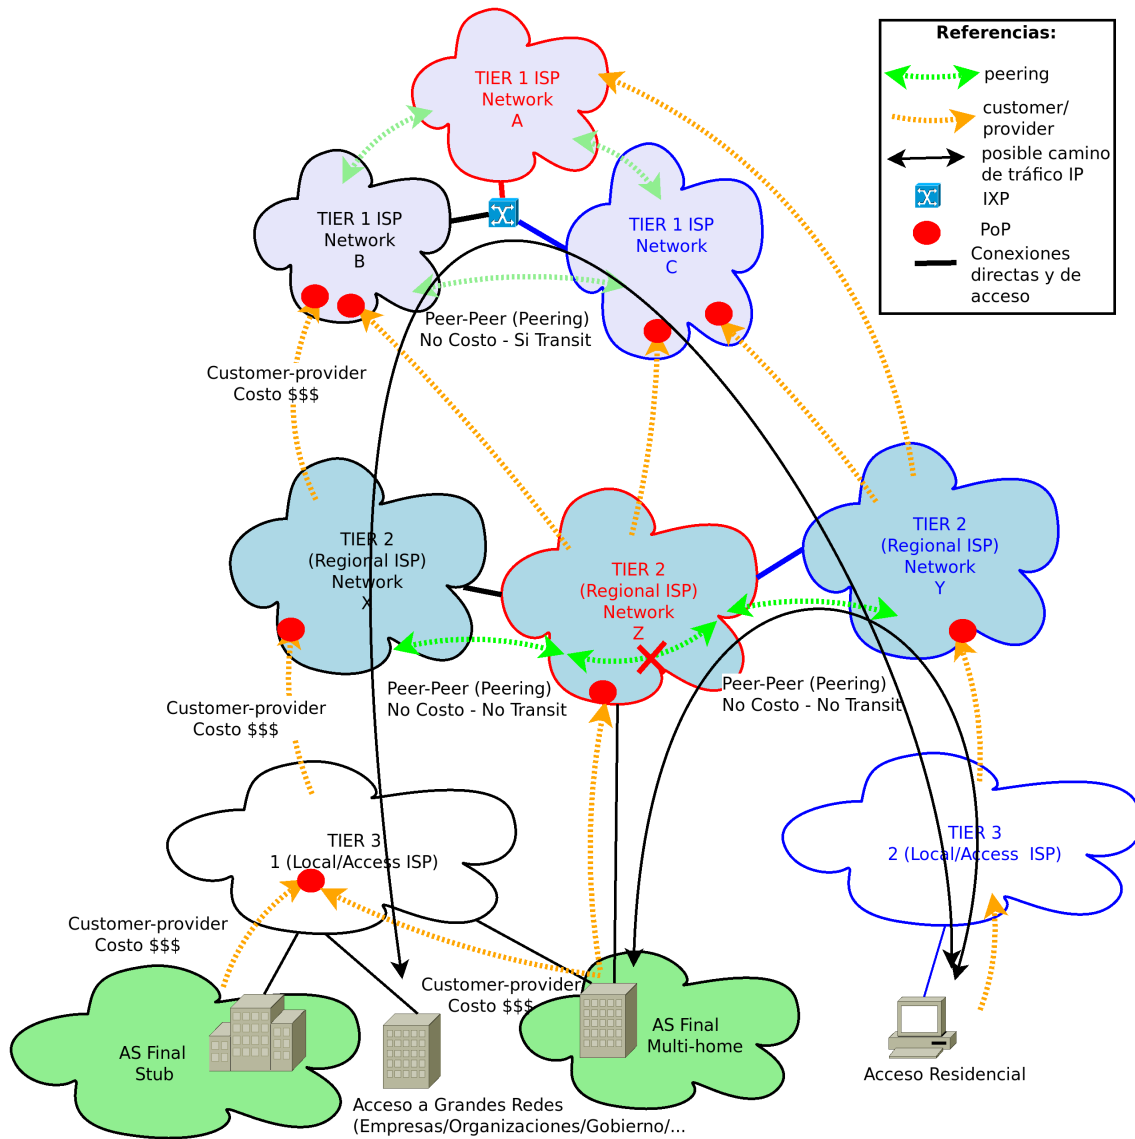 Referencias:
peering
customer/
provider
posible camino
de tráfico IP
IXP
PoP
Conexiones
directas y de
acceso
TIER 1 ISP
Network
A
TIER 1 ISP
Network
B
TIER 1 ISP
Network
C
Peer-Peer (Peering)
No Costo - Si Transit
Customer-provider
Costo $$$
TIER 2
(Regional ISP)
Network
X
TIER 2
(Regional ISP)
Network
Z
TIER 2
(Regional ISP)
Network
Y
Peer-Peer (Peering)
No Costo - No Transit
Peer-Peer (Peering)
No Costo - No Transit
Customer-provider
Costo $$$
TIER 3
1 (Local/Access ISP)
TIER 3
2 (Local/Access ISP)
Customer-provider
Costo $$$
Customer-provider
Costo $$$
AS Final
Stub
AS Final
Multi-home
Acceso Residencial
Acceso a Grandes Redes
(Empresas/Organizaciones/Gobierno/...